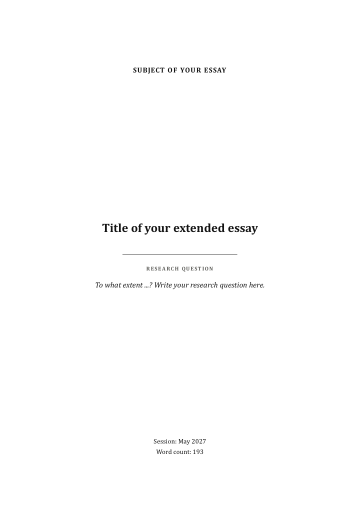 SUBJECT OF YOUR ESSAY
Title of your extended essay
RESEARCH QUESTION
To what extent ...? Write your research question here.
Session: May 2027
Word count: 193